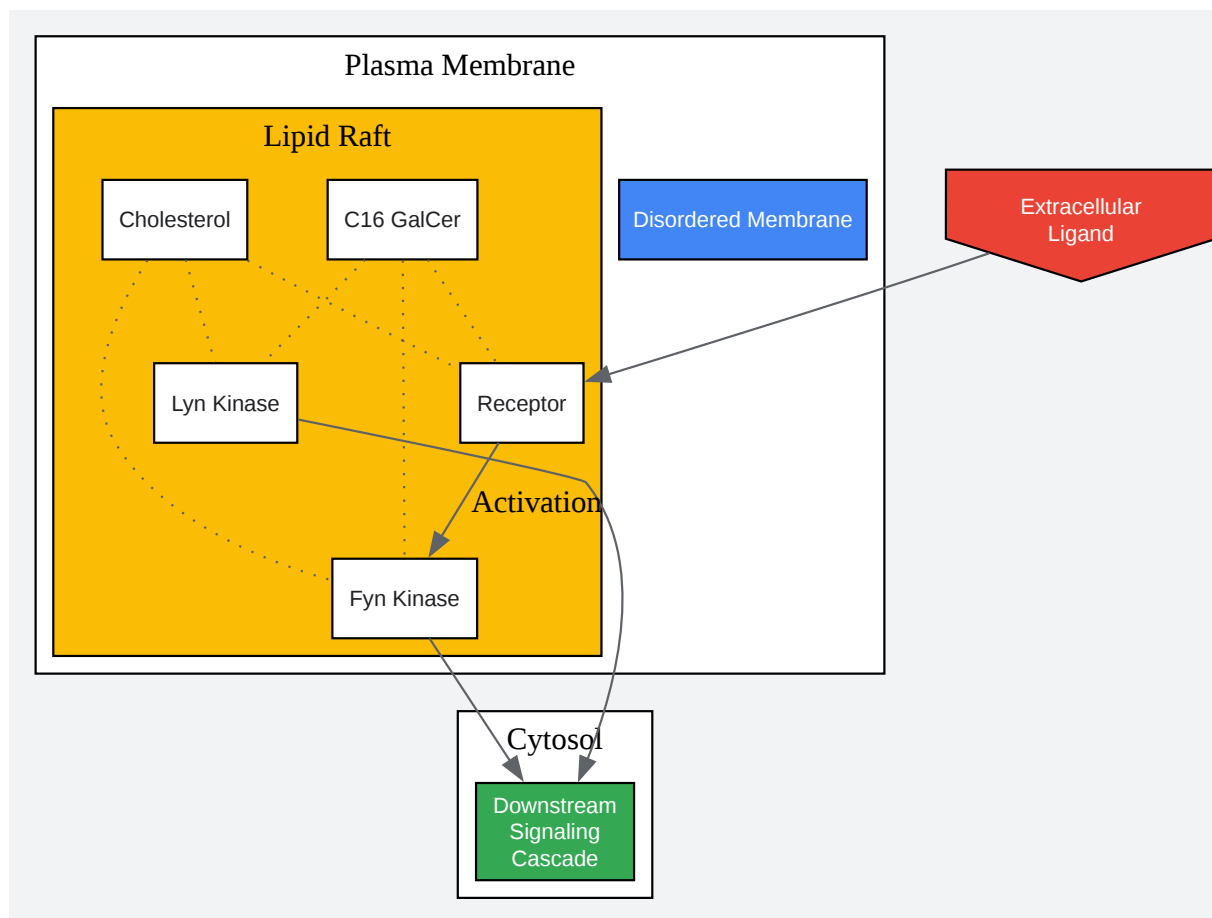 Plasma Membrane
Lipid Raft
Cholesterol
C16 GalCer
Disordered Membrane
Extracellular
Ligand
Lyn Kinase
Receptor
Activation
Fyn Kinase
Cytosol
Downstream
Signaling
Cascade